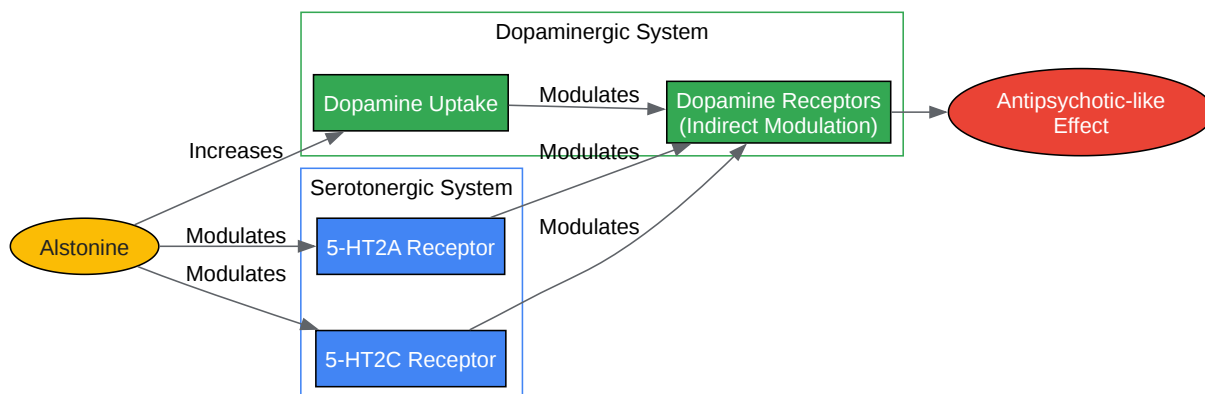 Dopaminergic System
Dopamine Uptake
Modulates
Dopamine Receptors
(Indirect Modulation)
Antipsychotic-like
Effect
Increases
Modulates
Serotonergic System
Alstonine
Modulates
5-HT2A Receptor
Modulates
Modulates
5-HT2C Receptor